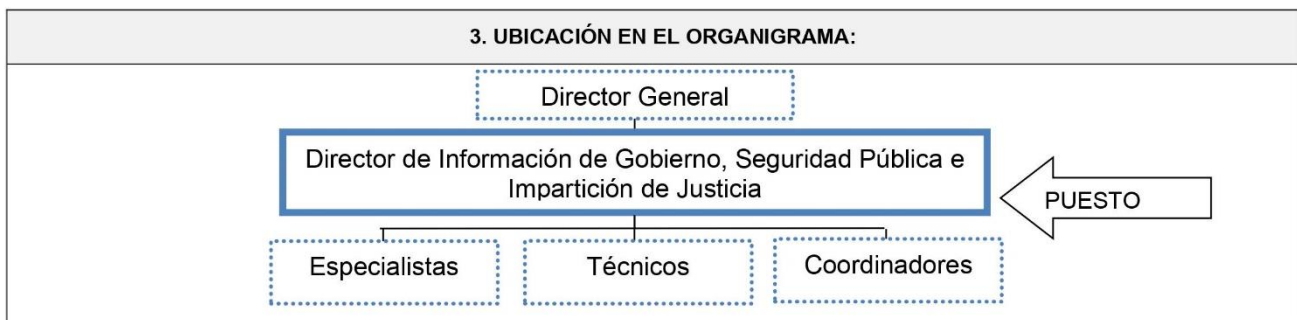 3. UBICACIÓN EN EL ORGANIGRAMA:
Director General
Director de Información de Gobierno, Seguridad Pública e
Impartición de Justicia
PUESTO
Especialistas
Técnicos
Coordinadores